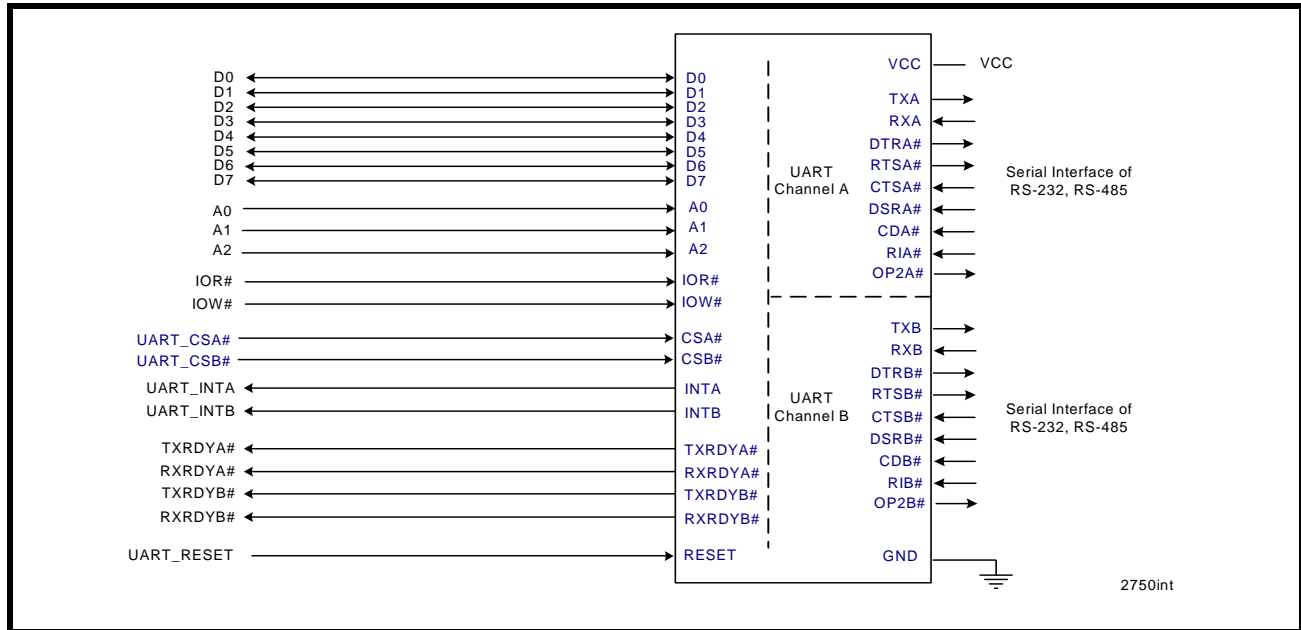 D0
D1
D2
D3
D4
D5
D6
D7
A0
A1
A2
IOR#
IOW#
UART_CSA#
UART_CSB#
UART_INTA
UART_INTB
TXRDYA#
RXRDYA#
TXRDYB#
RXRDYB#
UART_RESET
D0
D1
D2
D3
D4
D5
D6
D7
A0
A1
A2
IOR#
IOW#
CSA#
CSB#
INTA
INTB
TXRDYA#
RXRDYA#
TXRDYB#
RXRDYB#
RESET
UART
Channel A
UART
Channel B
VCC
TXA
RXA
DTRA#
RTSA#
CTSA#
DSRA#
CDA#
RIA#
OP2A#
TXB
RXB
DTRB#
RTSB#
CTSB#
DSRB#
CDB#
RIB#
OP2B#
GND
VCC
Serial Interface of
RS-232, RS-485
Serial Interface of
RS-232, RS-485
2750int